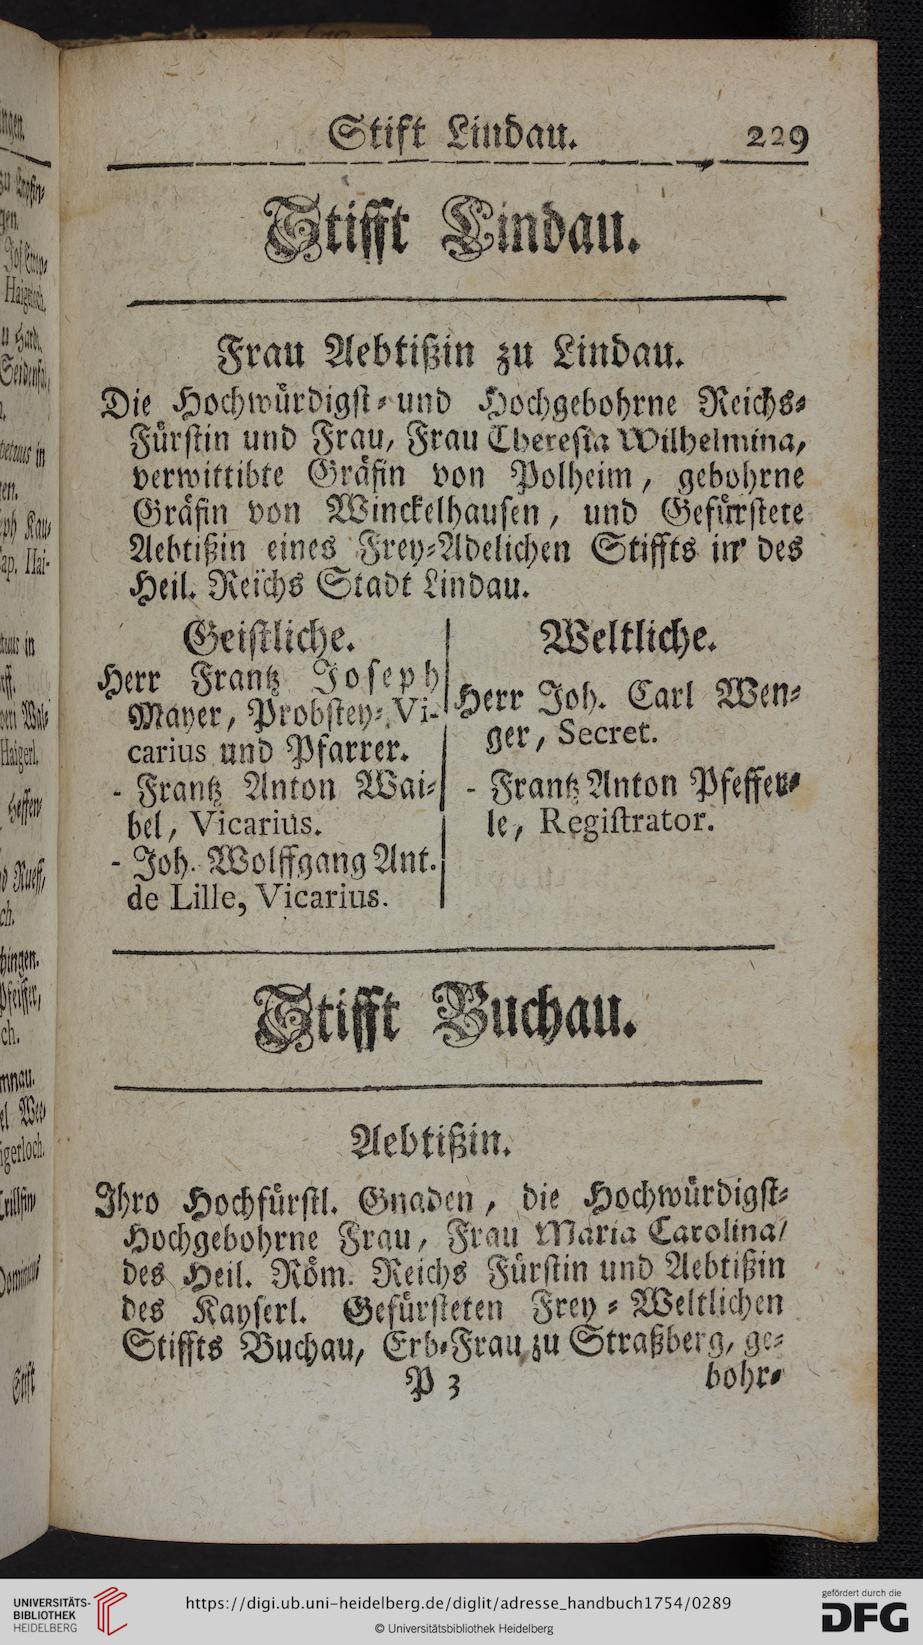 Stift Lindau. 229
Stifft Lindau.
Frau Aebtißin zu Lindau.
Die Hochwürdigst- und Hochgebohrne Reichs-
Fürstin und Frau, Frau Theresia Wilhelmina,
verwittibte Gräfin von Polheim, gebohrne
Gräfin von Winckelhausen, und Gefürstete
Aebtißin eines Frey-Adelichen Stiffts in des
Heil. Reichs Stadt Lindau.
Geistliche.
Herr Frantz Joseph
Mayer, Probstey-Vi-
carius und Pfarrer.
- Frantz Anton Wai-
bel, Vicarius.
- Joh. Wolffgang Ant.
de Lille, Vicarius.
Weltliche.
Herr Joh. Carl Wen-
ger, Secret.
- Frantz Anton Pfeffer-
le, Registrator.
Stifft Buchau.
Aebtißin.
Ihro Hochfürstl. Gnaden, die Hochwürdigst-
Hochgebohrne Frau, Frau Maria Carolina/
des Heil. Röm. Reichs Fürstin und Aebtißin
des Kayserl. Gefürsteten Frey-Weltlichen
Stiffts Buchau, Erb-Frau zu Straßberg, ge-
P 3 bohr-
UNIVERSITÄTS-
BIBLIOTHEK
HEIDELBERG
https://digi.ub.uni-heidelberg.de/diglit/adresse_handbuch1754/0289
© Universitätsbibliothek Heidelberg
gefördert durch die
DFG